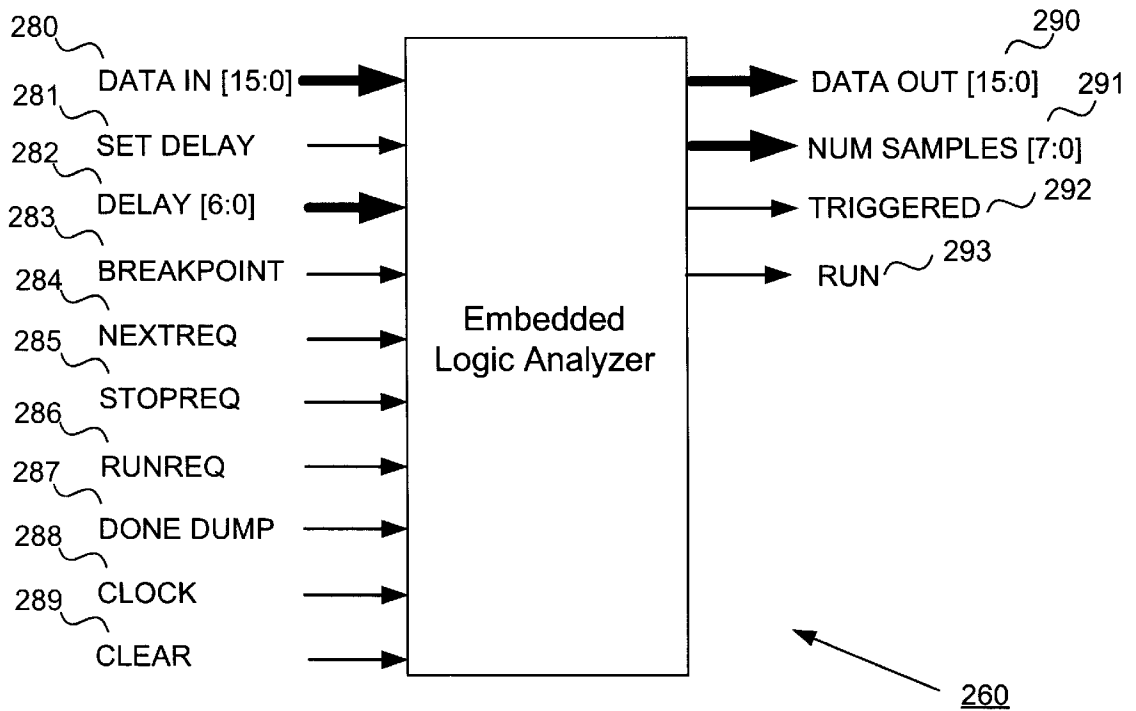 280
DATA IN [15:0]
281
SET DELAY
282
DELAY [6:0]
283
BREAKPOINT
284
NEXTREQ
285
STOPREQ
286
RUNREQ
287
DONE DUMP
288
CLOCK
289
CLEAR
Embedded
Logic Analyzer
290
DATA OUT [15:0]
291
NUM SAMPLES [7:0]
TRIGGERED 292
RUN 293
260